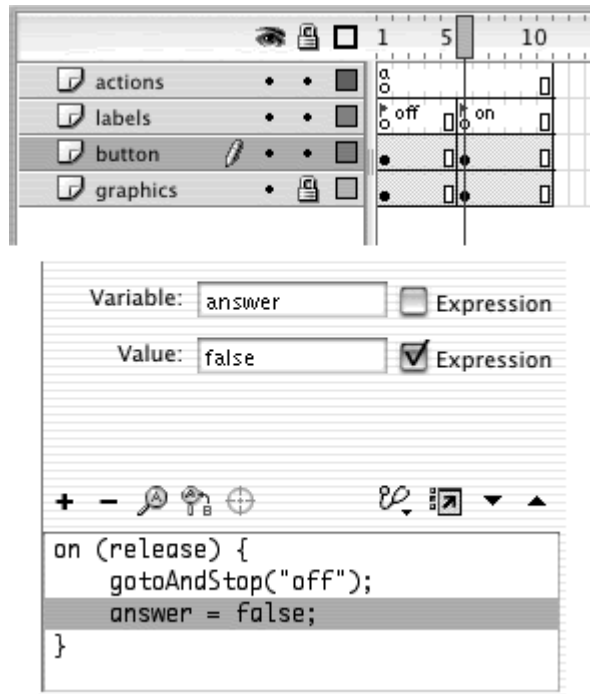 1 5 10
actions a
labels off on
button
graphics
Variable: answer Expression
Value: false Expression
on (release) {
gotoAndStop("off");
answer = false;
}